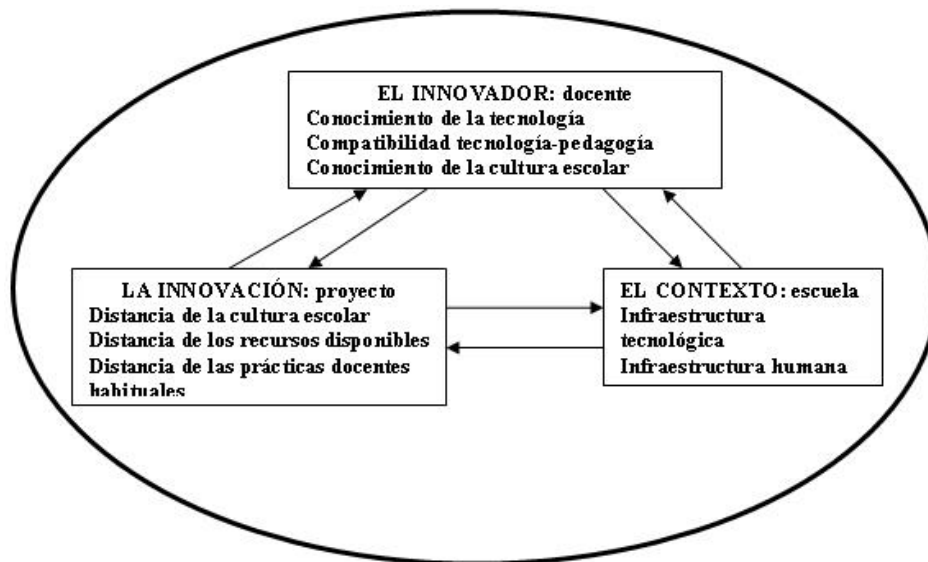 EL INNOVADOR: docente
Conocimiento de la tecnología
Compatibilidad tecnología-pedagogía
Conocimiento de la cultura escolar
LA INNOVACIÓN: proyecto
Distancia de la cultura escolar
Distancia de los recursos disponibles
Distancia de las prácticas docentes
habituales
EL CONTEXTO: escuela
Infraestructura
tecnológica
Infraestructura humana